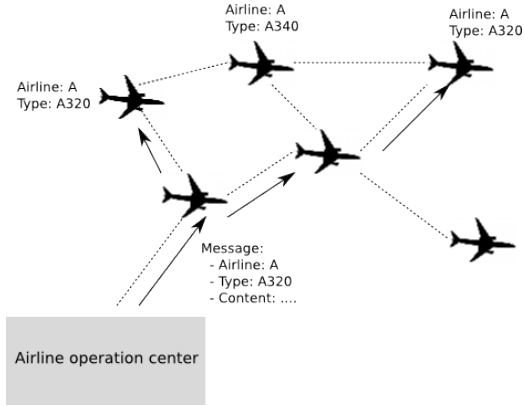 Airline: A
Type: A340
Airline: A
Type: A320
Airline: A
Type: A320
Message:
- Airline: A
- Type: A320
- Content: ....
Airline operation center